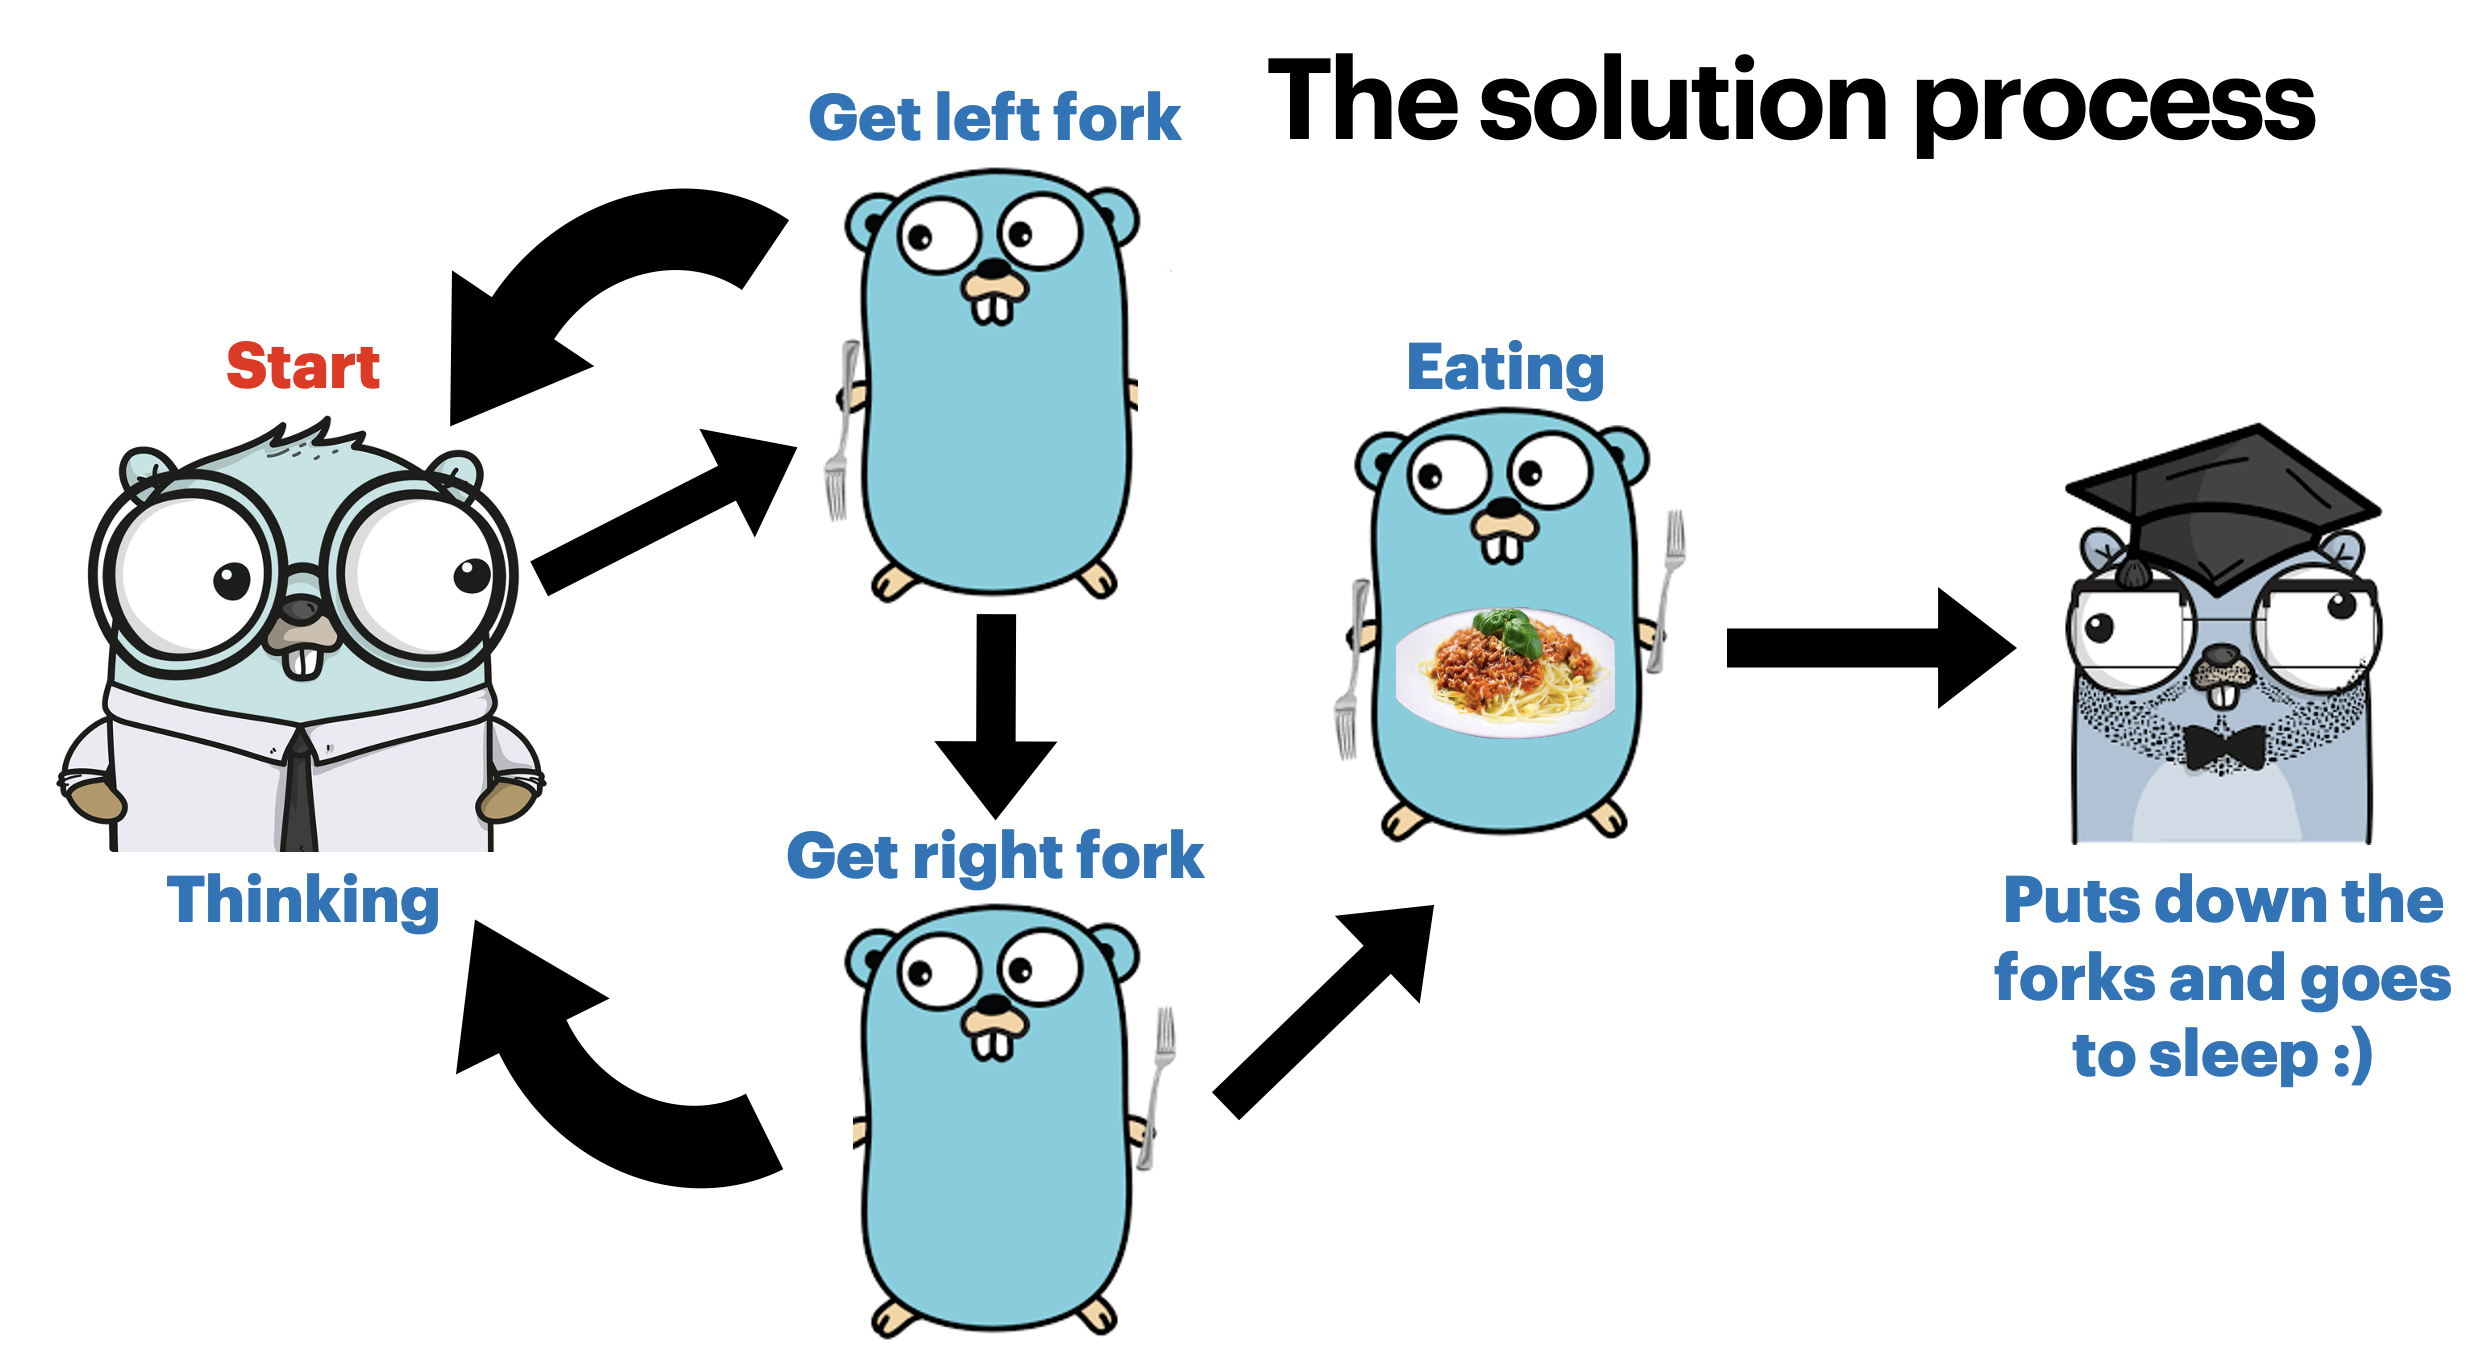 The solution process
Get left fork
Start
Eating
Thinking
Get right fork
Puts down the
forks and goes
to sleep :)